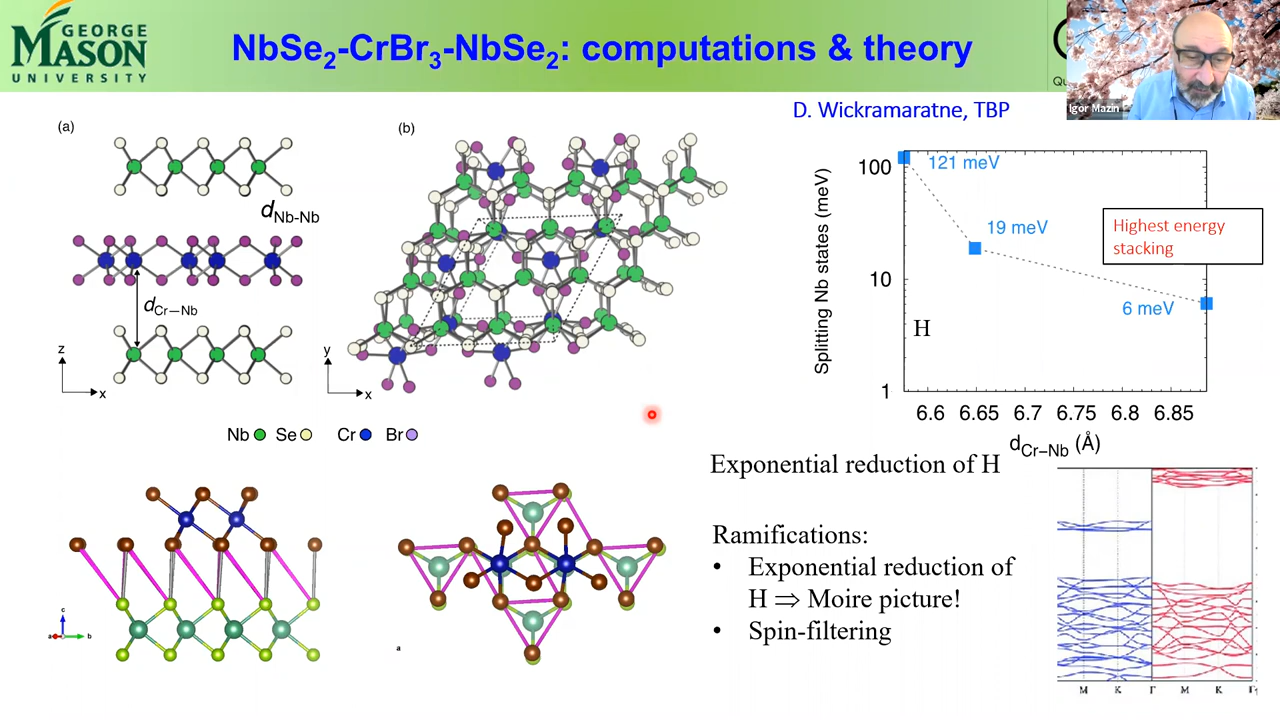 GEORGE
MASON
UNIVERSITY
NbSe₂-CrBr₃-NbSe₂: computations & theory
Igor Mazin
D. Wickramaratne, TBP
(a)
(b)
d Nb-Nb
d Cr—Nb
z
x
y
x
Nb Se Cr Br
Splitting Nb states (meV)
100
10
1
121 meV
19 meV
6 meV
Highest energy
stacking
H
6.6 6.65 6.7 6.75 6.8 6.85
d Cr−Nb (Å)
Exponential reduction of H
Ramifications:
• Exponential reduction of
H ⇒ Moire picture!
• Spin-filtering
c
a b
a
M K Γ M K Γ